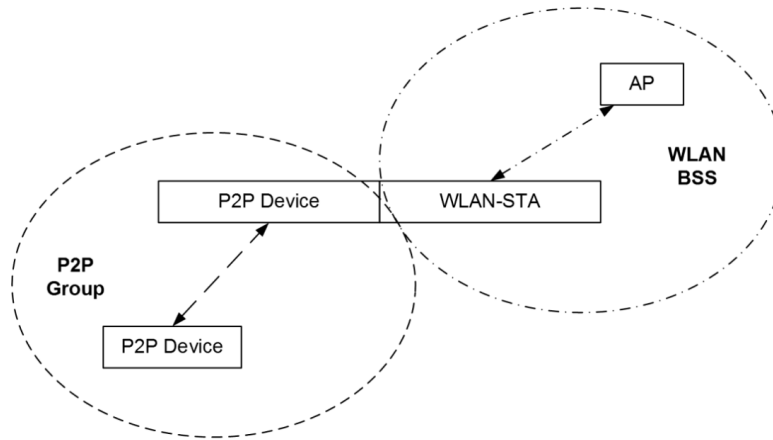 AP
WLAN
BSS
P2P Device
WLAN-STA
P2P
Group
P2P Device